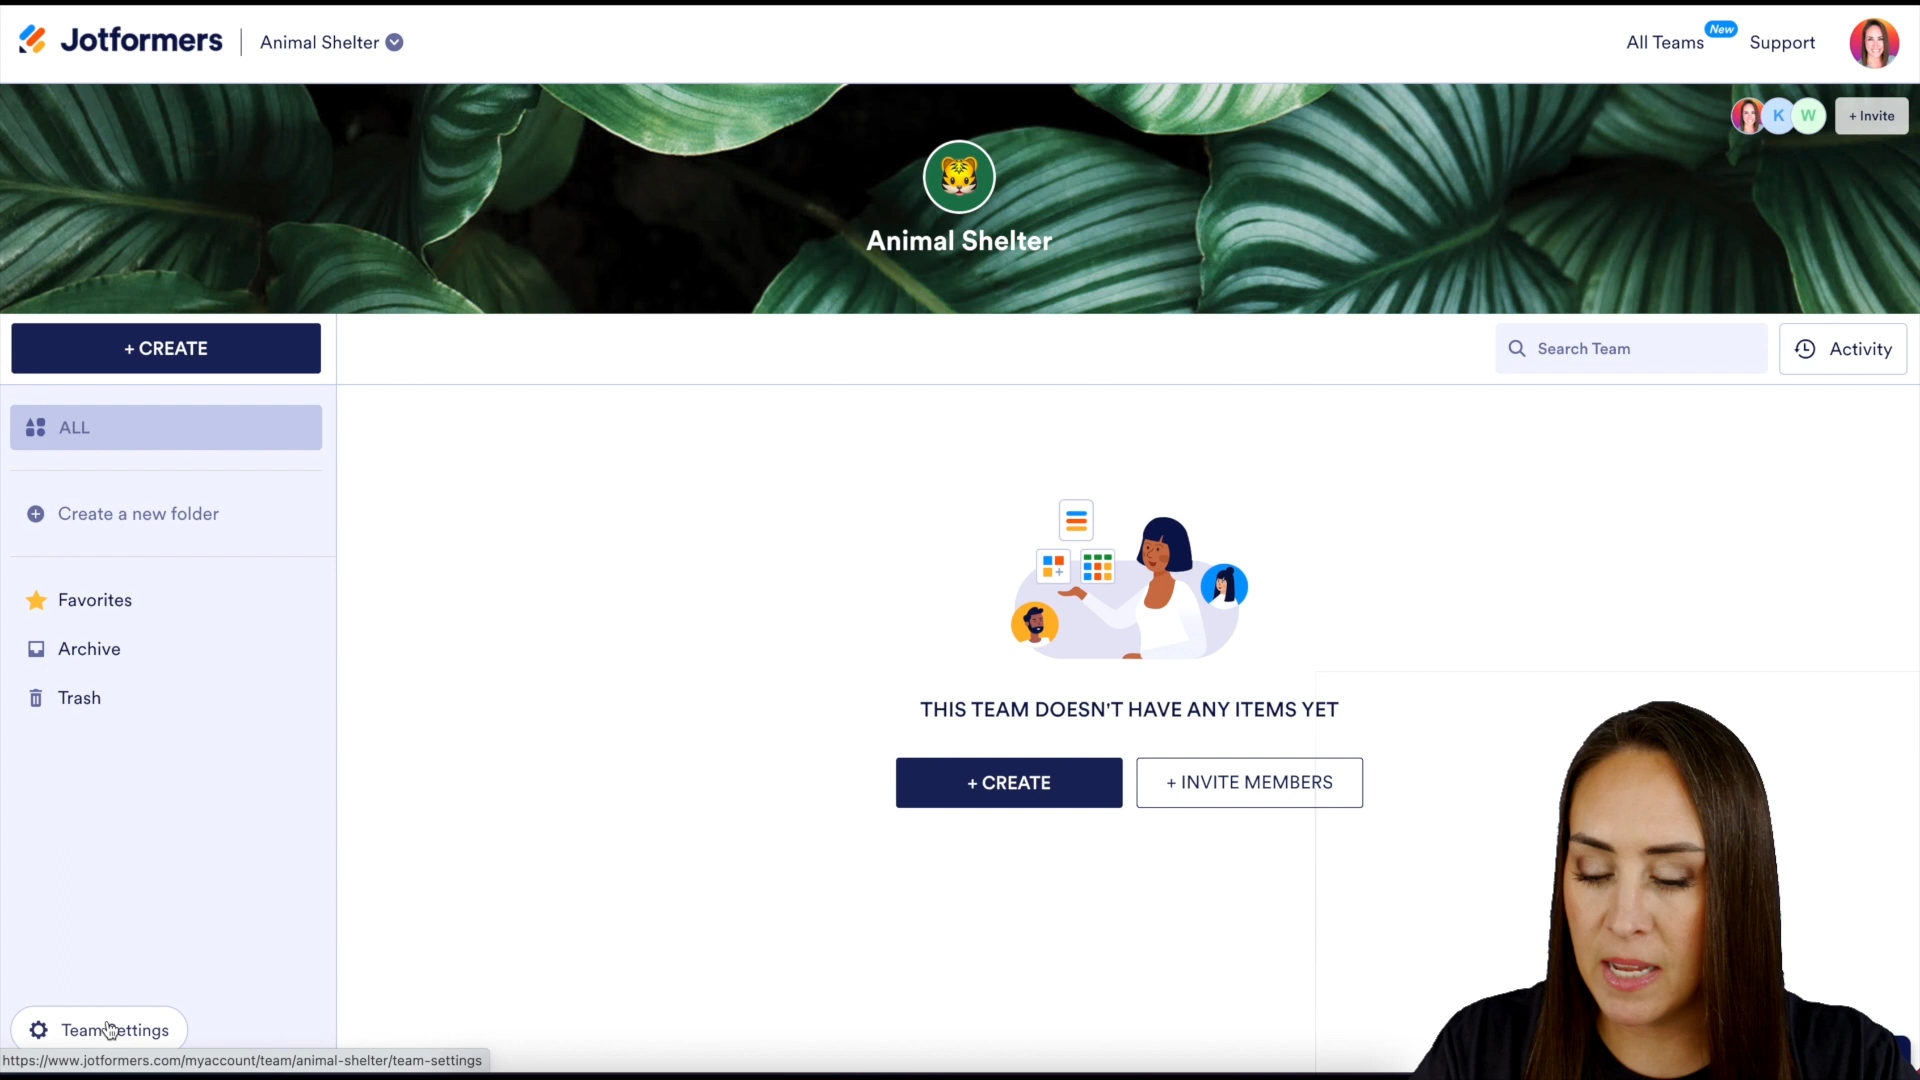 Jotformers
Animal Shelter
All Teams
New
Support
K
W
+ Invite
Animal Shelter
+ CREATE
Search Team
Activity
ALL
Create a new folder
Favorites
Archive
Trash
THIS TEAM DOESN'T HAVE ANY ITEMS YET
+ CREATE
+ INVITE MEMBERS
Team Settings
https://www.jotformers.com/myaccount/team/animal-shelter/team-settings